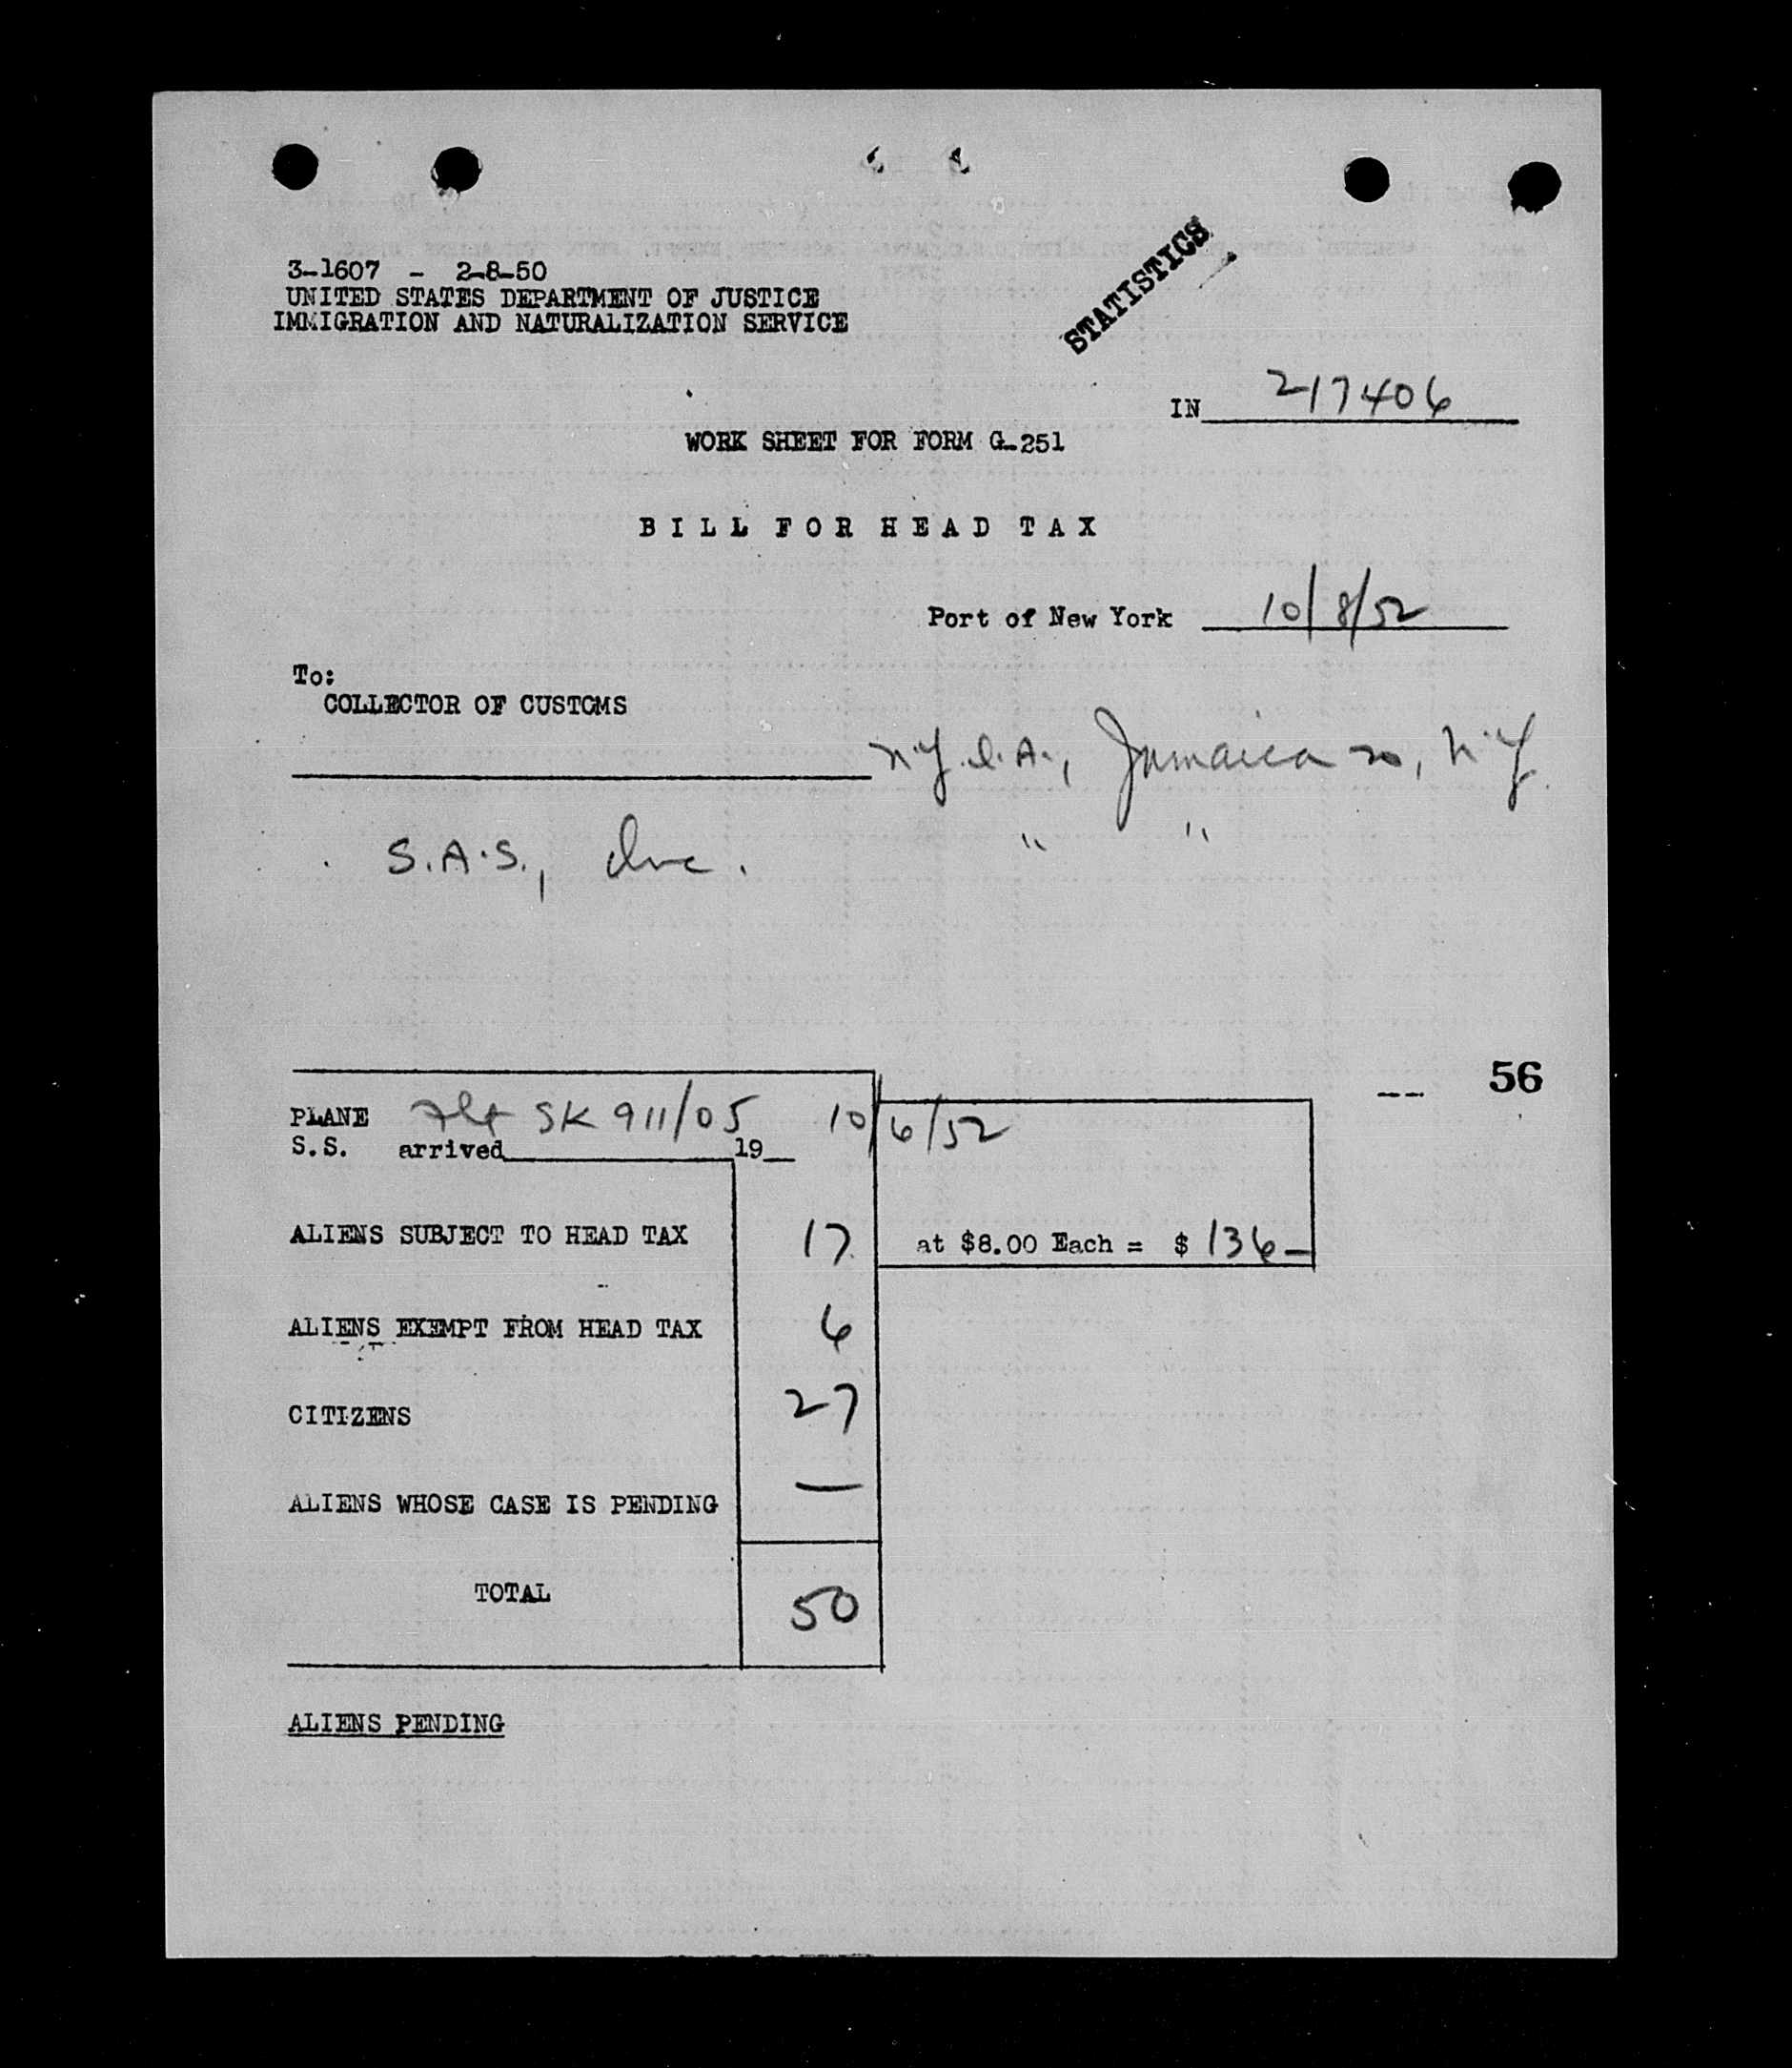 3-1607 - 2-8-50
UNITED STATES DEPARTMENT OF JUSTICE
IMMIGRATION AND NATURALIZATION SERVICE
STATISTICS
IN 217406
WORK SHEET FOR FORM G-251
BILL FOR HEAD TAX
Port of New York 10/8/52
To:
COLLECTOR OF CUSTOMS
N.Y.I.A., Jamaica 20, N.Y.
S.A.S., Inc. " "
56
PLANE Flt SK 911/05 10/6/52
S.S. arrived 19
ALIENS SUBJECT TO HEAD TAX 17 at $8.00 Each = $ 136-
ALIENS EXEMPT FROM HEAD TAX 6
CITIZENS 27
ALIENS WHOSE CASE IS PENDING —
TOTAL 50
ALIENS PENDING